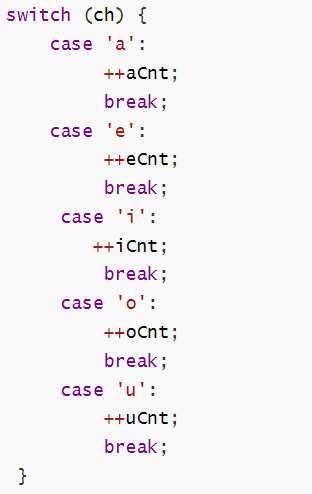 switch (ch) {
    case 'a':
         ++aCnt;
         break;
    case 'e':
         ++eCnt;
         break;
     case 'i':
        ++iCnt;
         break;
     case 'o':
         ++oCnt;
         break;
     case 'u':
         ++uCnt;
         break;
 }